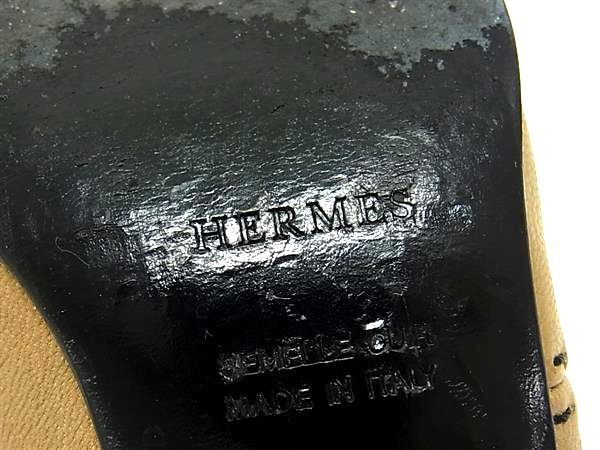 HERMES
SEMELLE CUIR
MADE IN ITALY